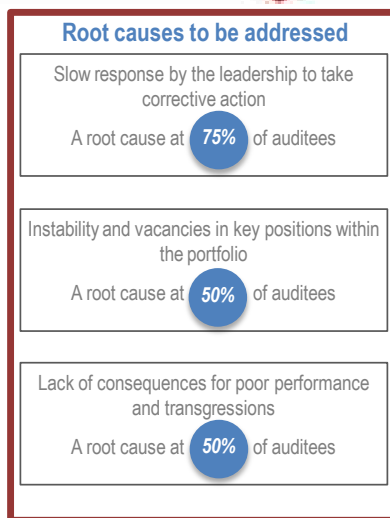 Root causes to be addressed
Slow response by the leadership to take
corrective action
A root cause at 75% of auditees
Instability and vacancies in key positions within
the portfolio
A root cause at 50% of auditees
Lack of consequences for poor performance
and transgressions
A root cause at 50% of auditees